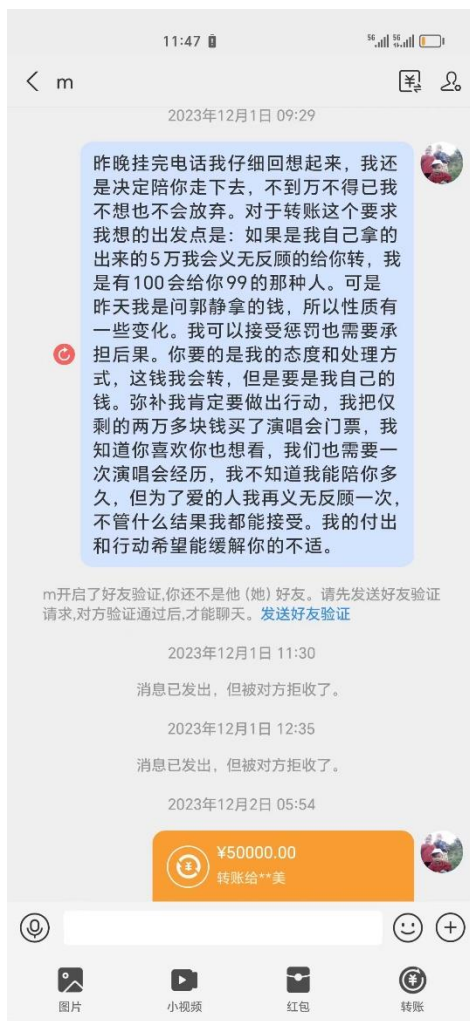 11:47
56 56
m
2023年12月1日 09:29
昨晚挂完电话我仔细回想起来，我还
是决定陪你走下去，不到万不得已我
不想也不会放弃。对于转账这个要求
我想的出发点是：如果是我自己拿的
出来的5万我会义无反顾的给你转，我
是有100会给你99的那种人。可是
昨天我是问郭静拿的钱，所以性质有
一些变化。我可以接受惩罚也需要承
担后果。你要的是我的态度和处理方
式，这钱我会转，但是要是我自己的
钱。弥补我肯定要做出行动，我把仅
剩的两万多块钱买了演唱会门票，我
知道你喜欢你也想看，我们也需要一
次演唱会经历，我不知道我能陪你多
久，但为了爱的人我再义无反顾一次，
不管什么结果我都能接受。我的付出
和行动希望能缓解你的不适。
m开启了好友验证,你还不是他 (她) 好友。请先发送好友验证
请求,对方验证通过后,才能聊天。发送好友验证
2023年12月1日 11:30
消息已发出，但被对方拒收了。
2023年12月1日 12:35
消息已发出，但被对方拒收了。
2023年12月2日 05:54
¥50000.00
转账给**美
图片 小视频 红包 转账